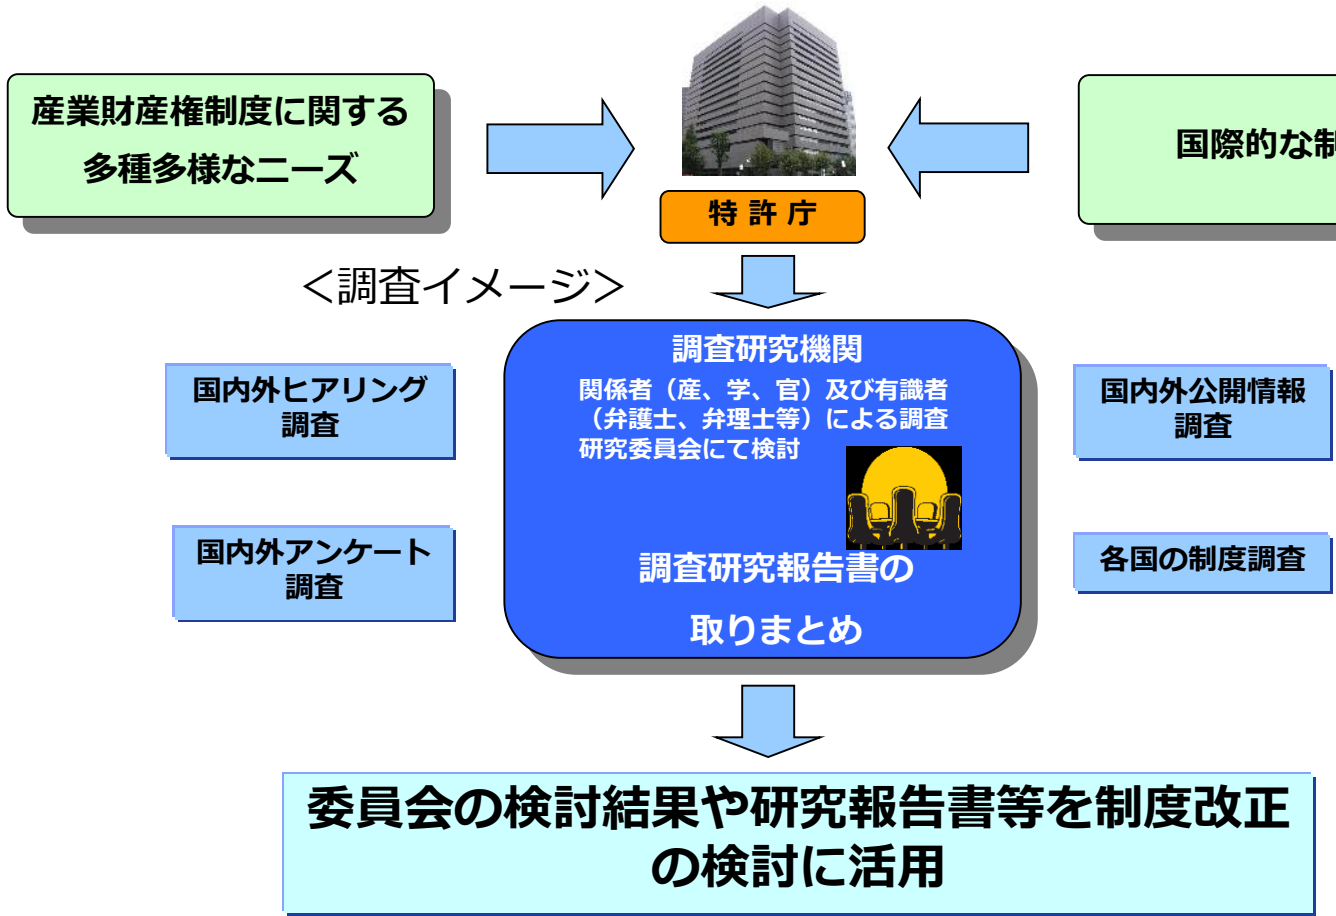 産業財産権制度に関する
多種多様なニーズ
国際的な制
特 許 庁
＜調査イメージ＞
調査研究機関
関係者（産、学、官）及び有識者
（弁護士、弁理士等）による調査
研究委員会にて検討
国内外ヒアリング
調査
国内外公開情報
調査
国内外アンケート
調査
各国の制度調査
調査研究報告書の
取りまとめ
委員会の検討結果や研究報告書等を制度改正
の検討に活用